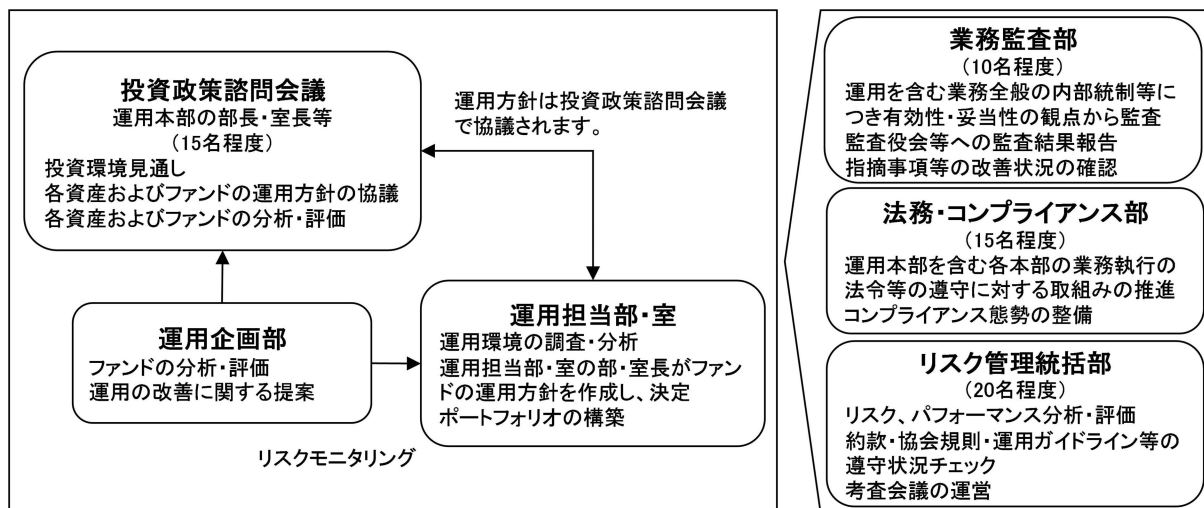 投資政策諮問会議
運用本部の部長・室長等
（15名程度）
投資環境見通し
各資産およびファンドの運用方針の協議
各資産およびファンドの分析・評価
運用方針は投資政策諮問会議
で協議されます。
運用企画部
ファンドの分析・評価
運用の改善に関する提案
運用担当部・室
運用環境の調査・分析
運用担当部・室の部・室長がファン
ドの運用方針を作成し、決定
ポートフォリオの構築
リスクモニタリング
業務監査部
（10名程度）
運用を含む業務全般の内部統制等に
つき有効性・妥当性の観点から監査
監査役会等への監査結果報告
指摘事項等の改善状況の確認
法務・コンプライアンス部
（15名程度）
運用本部を含む各本部の業務執行の
法令等の遵守に対する取組みの推進
コンプライアンス態勢の整備
リスク管理統括部
（20名程度）
リスク、パフォーマンス分析・評価
約款・協会規則・運用ガイドライン等の
遵守状況チェック
考査会議の運営